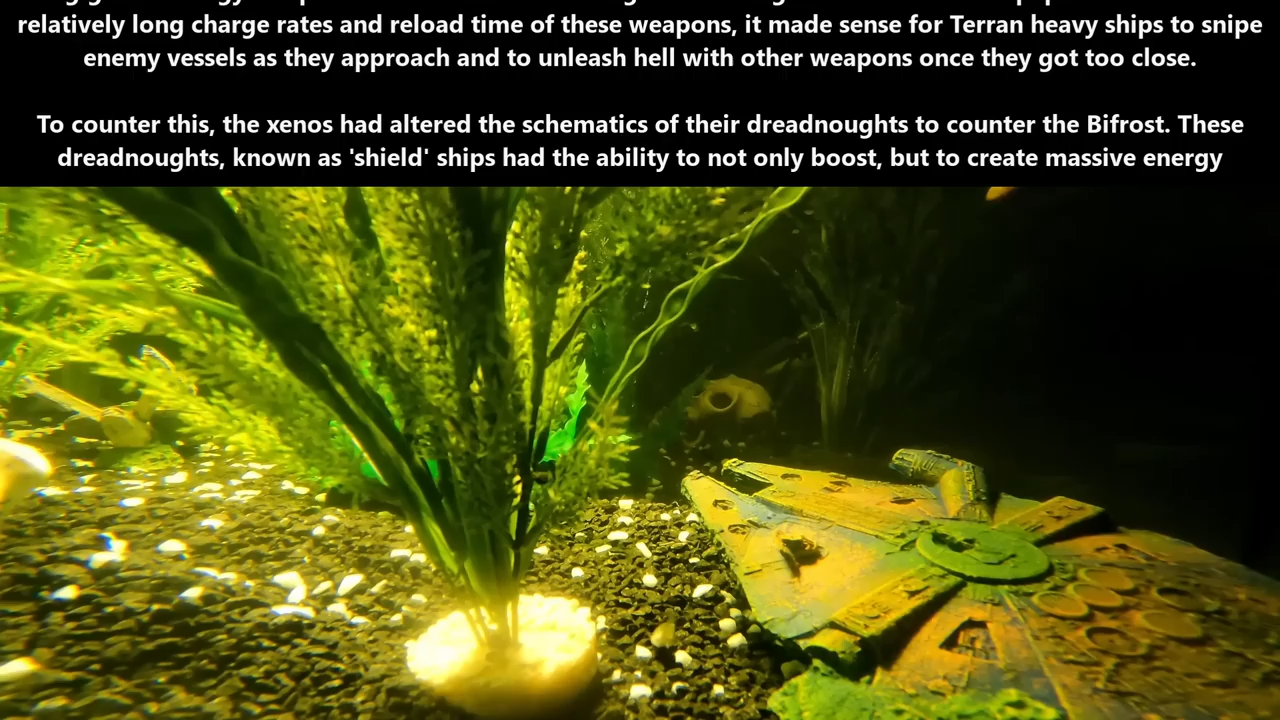 relatively long charge rates and reload time of these weapons, it made sense for Terran heavy ships to snipe
enemy vessels as they approach and to unleash hell with other weapons once they got too close.
To counter this, the xenos had altered the schematics of their dreadnoughts to counter the Bifrost. These
dreadnoughts, known as 'shield' ships had the ability to not only boost, but to create massive energy